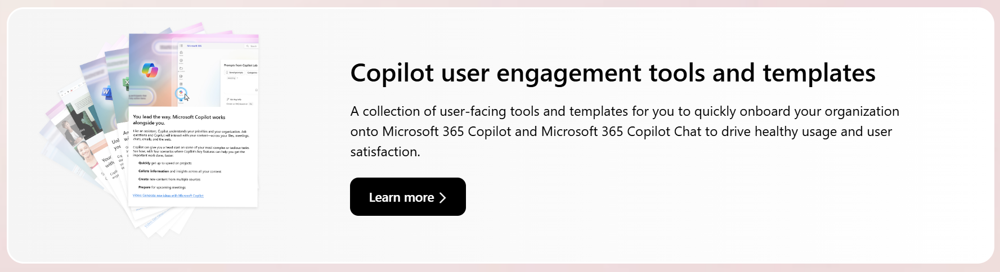 Copilot user engagement tools and templates
A collection of user-facing tools and templates for you to quickly onboard your organization
onto Microsoft 365 Copilot and Microsoft 365 Copilot Chat to drive healthy usage and user
satisfaction.
Learn more
Microsoft 365
Search
Prompts from Copilot Lab
Saved prompts
Categories
Get key info
You lead the way. Microsoft Copilot works
alongside you.
Like an assistant, Copilot understands your priorities and your organization. Ask
questions and Copilot will interact with your content—across your files, meetings,
chats, emails, and the web.
Copilot can give you a head start on some of your most complex or tedious tasks.
See how, with four scenarios where Copilot's key features can help you get the
important work done, faster:
Quickly get up to speed on projects
Collate information and insights across all your content
Create new content from multiple sources
Prepare for upcoming meetings
Video: Generate new ideas with Microsoft Copilot